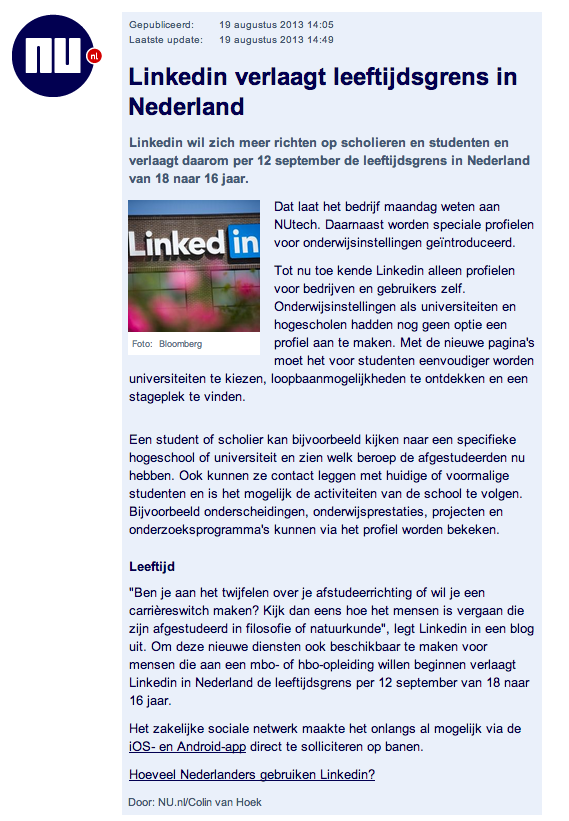 NU
nl
Gepubliceerd: 19 augustus 2013 14:05
Laatste update: 19 augustus 2013 14:49
Linkedin verlaagt leeftijdsgrens in
Nederland
Linkedin wil zich meer richten op scholieren en studenten en
verlaagt daarom per 12 september de leeftijdsgrens in Nederland
van 18 naar 16 jaar.
Linked in
Foto: Bloomberg
Dat laat het bedrijf maandag weten aan
NUtech. Daarnaast worden speciale profielen
voor onderwijsinstellingen geïntroduceerd.
Tot nu toe kende Linkedin alleen profielen
voor bedrijven en gebruikers zelf.
Onderwijsinstellingen als universiteiten en
hogescholen hadden nog geen optie een
profiel aan te maken. Met de nieuwe pagina's
moet het voor studenten eenvoudiger worden
universiteiten te kiezen, loopbaanmogelijkheden te ontdekken en een
stageplek te vinden.
Een student of scholier kan bijvoorbeeld kijken naar een specifieke
hogeschool of universiteit en zien welk beroep de afgestudeerden nu
hebben. Ook kunnen ze contact leggen met huidige of voormalige
studenten en is het mogelijk de activiteiten van de school te volgen.
Bijvoorbeeld onderscheidingen, onderwijsprestaties, projecten en
onderzoeksprogramma's kunnen via het profiel worden bekeken.
Leeftijd
"Ben je aan het twijfelen over je afstudeerrichting of wil je een
carrièreswitch maken? Kijk dan eens hoe het mensen is vergaan die
zijn afgestudeerd in filosofie of natuurkunde", legt Linkedin in een blog
uit. Om deze nieuwe diensten ook beschikbaar te maken voor
mensen die aan een mbo- of hbo-opleiding willen beginnen verlaagt
Linkedin in Nederland de leeftijdsgrens per 12 september van 18 naar
16 jaar.
Het zakelijke sociale netwerk maakte het onlangs al mogelijk via de
iOS- en Android-app direct te solliciteren op banen.
Hoeveel Nederlanders gebruiken Linkedin?
Door: NU.nl/Colin van Hoek